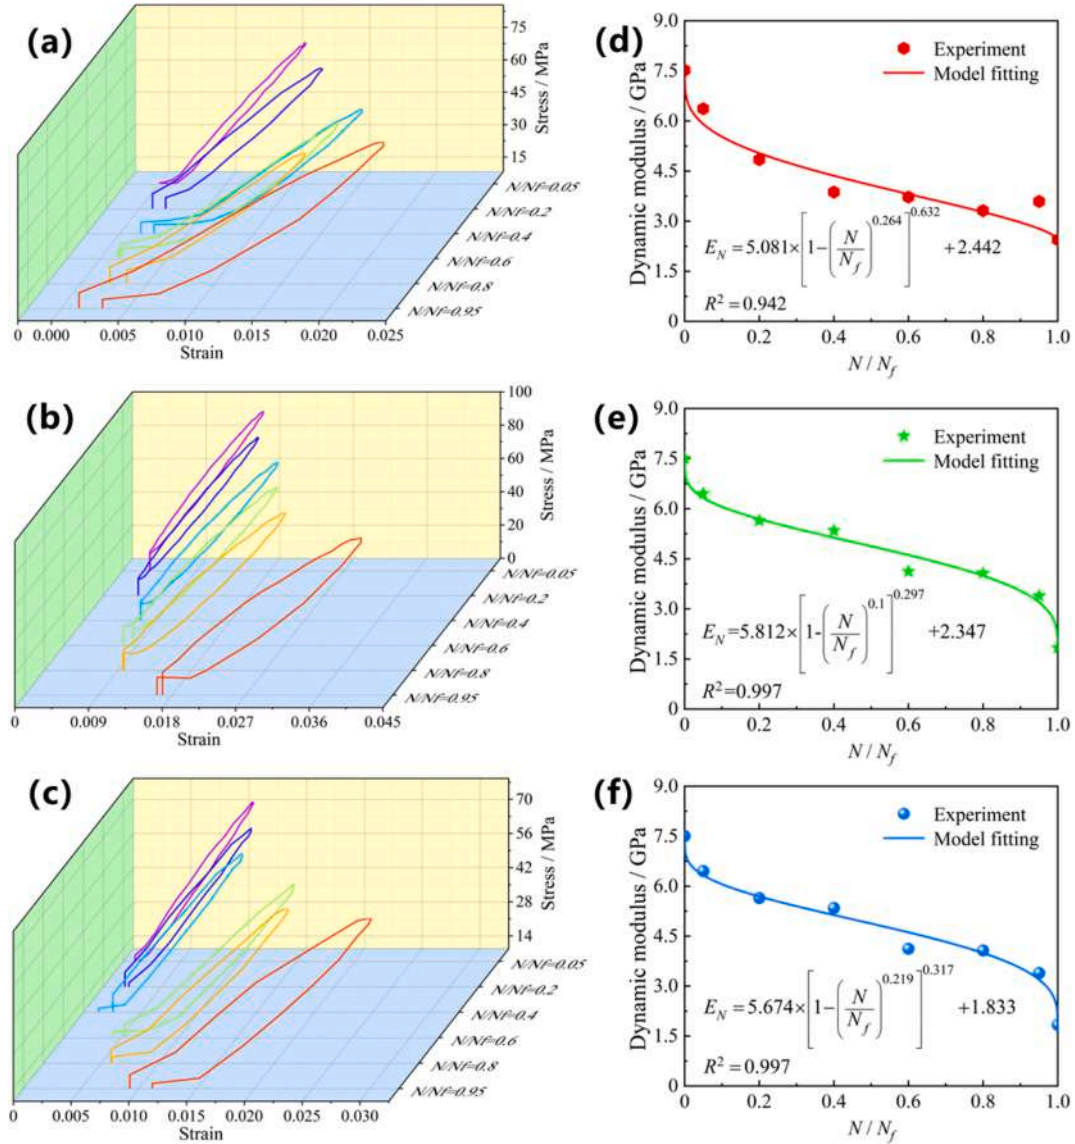 (a)
75
60
45
30
15
Stress / MPa
N/Nf=0.05
N/Nf=0.2
N/Nf=0.4
N/Nf=0.6
N/Nf=0.8
N/Nf=0.95
0 0.000 0.005 0.010 0.015 0.020 0.025
Strain
(d)
9.0
7.5
6.0
4.5
3.0
1.5
0
Dynamic modulus / GPa
Experiment
Model fitting
E_N=5.081×[1−(N/N_f)^0.264]^0.632+2.442
R²=0.942
0 0.2 0.4 0.6 0.8 1.0
N / N_f
(b)
100
80
60
40
20
0
Stress / MPa
N/Nf=0.05
N/Nf=0.2
N/Nf=0.4
N/Nf=0.6
N/Nf=0.8
N/Nf=0.95
0 0.009 0.018 0.027 0.036 0.045
Strain
(e)
9.0
7.5
6.0
4.5
3.0
1.5
0
Dynamic modulus / GPa
Experiment
Model fitting
E_N=5.812×[1-(N/N_f)^0.1]^0.297+2.347
R²=0.997
0 0.2 0.4 0.6 0.8 1.0
N / N_f
(c)
70
56
42
28
14
Stress / MPa
N/Nf=0.05
N/Nf=0.2
N/Nf=0.4
N/Nf=0.6
N/Nf=0.8
N/Nf=0.95
0 0.005 0.010 0.015 0.020 0.025 0.030
Strain
(f)
9.0
7.5
6.0
4.5
3.0
1.5
0
Dynamic modulus / GPa
Experiment
Model fitting
E_N=5.674×[1−(N/N_f)^0.219]^0.317+1.833
R²=0.997
0 0.2 0.4 0.6 0.8 1.0
N / N_f